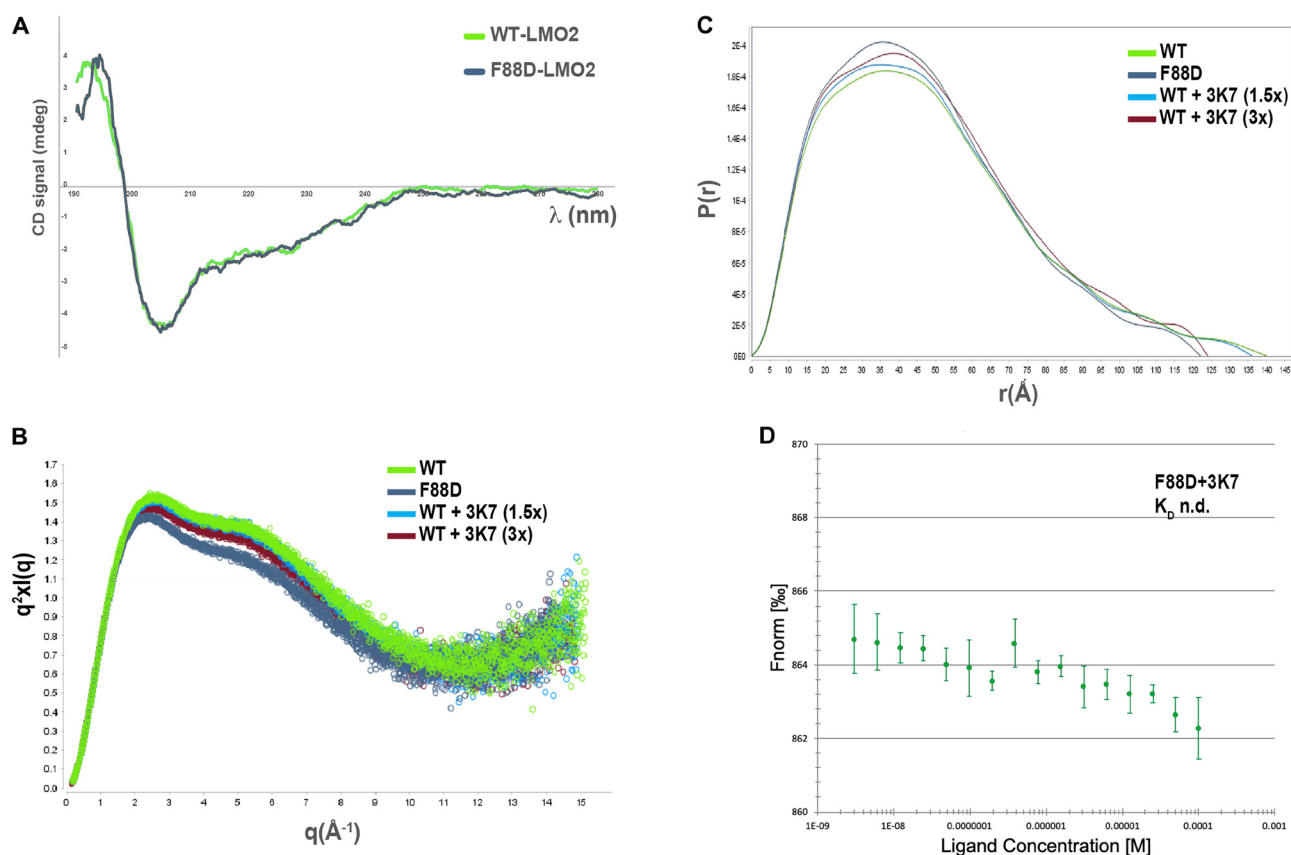 A
WT-LMO2
F88D-LMO2
CD signal (mdeg)
4
3
2
1
0
-1
-2
-3
-4
-5
190 200 210 220 230 240 250 260 270 280
λ (nm)
B
WT
F88D
WT + 3K7 (1.5x)
WT + 3K7 (3x)
q²xI(q)
1.7
1.6
1.5
1.4
1.3
1.2
1.1
1.0
0.9
0.8
0.7
0.6
0.5
0.4
0.3
0.2
0.1
0.0
0 1 2 3 4 5 6 7 8 9 10 11 12 13 14 15
q(Å⁻¹)
C
WT
F88D
WT + 3K7 (1.5x)
WT + 3K7 (3x)
P(r)
2E-4
1.8E-4
1.6E-4
1.4E-4
1.2E-4
1E-4
8E-5
6E-5
4E-5
2E-5
0E0
0 5 10 15 20 25 30 35 40 45 50 55 60 65 70 75 80 85 90 95 100 105 110 115 120 125 130 135 140 145
r(Å)
D
F88D+3K7
K_D n.d.
Fnorm [‰]
870
868
866
864
862
860
1E-09 1E-08 0.0000001 0.000001 0.00001 0.0001 0.001
Ligand Concentration [M]